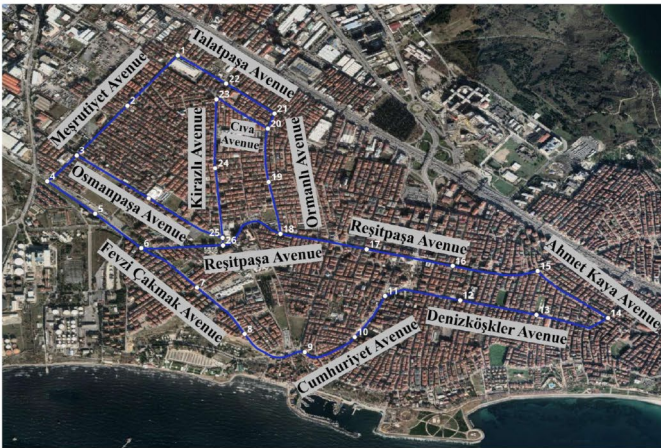 Talatpaşa Avenue
Meşrutiyet Avenue
1
22
2
23
21
20
Cıva
Avenue
Kirazlı Avenue
Ormanlı Avenue
3
24
19
4
Osmanpaşa Avenue
5
25
26
18
6
Reşitpaşa Avenue
17
Reşitpaşa Avenue
16
15
Ahmet Kaya Avenue
Fevzi Çakmak Avenue
7
11
12
13
14
Denizköşkler Avenue
8
9
10
Cumhuriyet Avenue